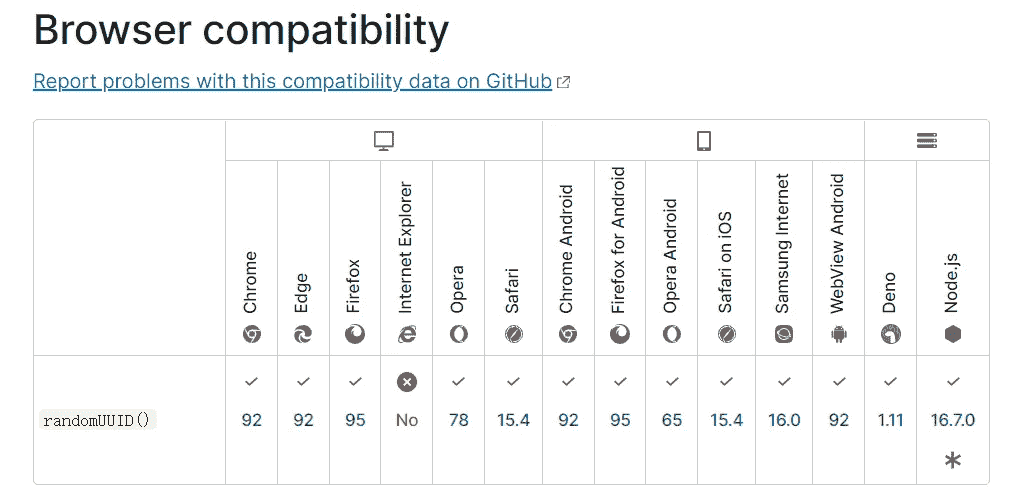 Browser compatibility
Report problems with this compatibility data on GitHub
Chrome
Edge
Firefox
Internet Explorer
Opera
Safari
Chrome Android
Firefox for Android
Opera Android
Safari on iOS
Samsung Internet
WebView Android
Deno
Node.js
randomUUID()
92
92
95
No
78
15.4
92
95
65
15.4
16.0
92
1.11
16.7.0
*